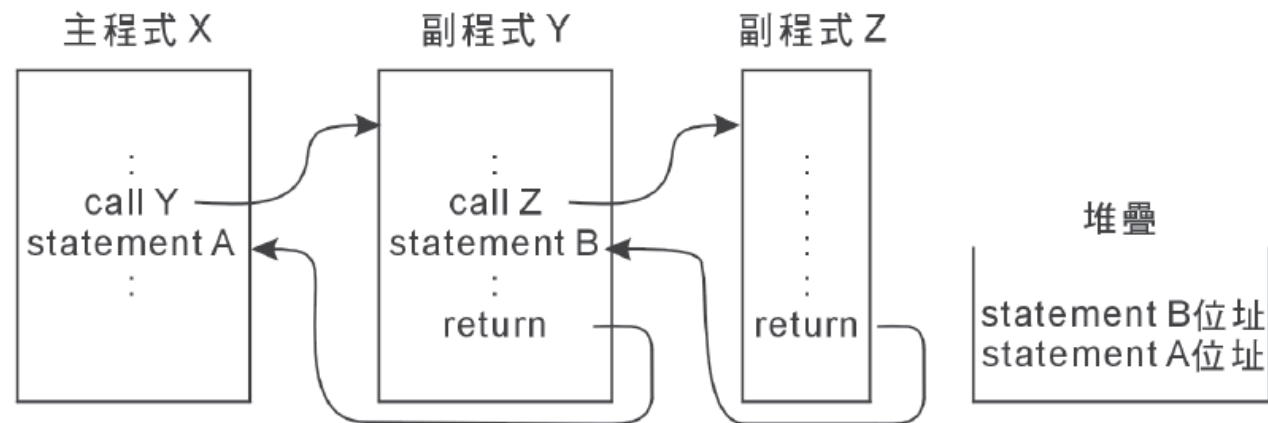 主程式 X
副程式 Y
副程式 Z
:
call Y
statement A
:
:
call Z
statement B
:
return
:
:
:
return
堆疊
statement B位址
statement A位址